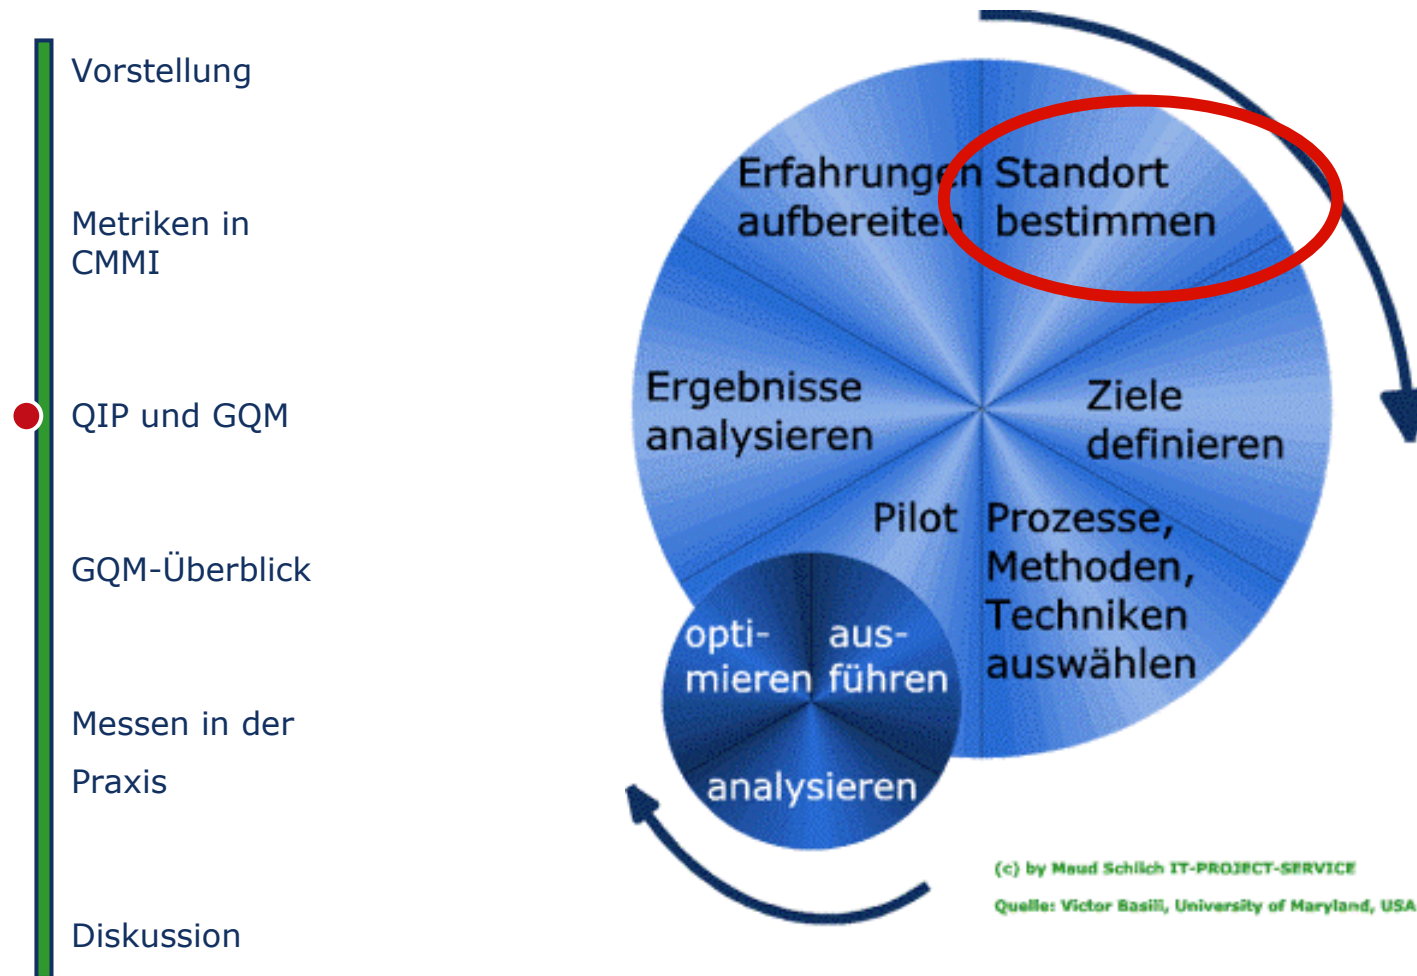 Vorstellung
Metriken in
CMMI
QIP und GQM
GQM-Überblick
Messen in der
Praxis
Diskussion
Erfahrungen
aufbereiten
Standort
bestimmen
Ziele
definieren
Prozesse,
Methoden,
Techniken
auswählen
Pilot
aus-
führen
analysieren
opti-
mieren
Ergebnisse
analysieren
(c) by Maud Schlich IT-PROJECT-SERVICE
Quelle: Victor Basili, University of Maryland, USA